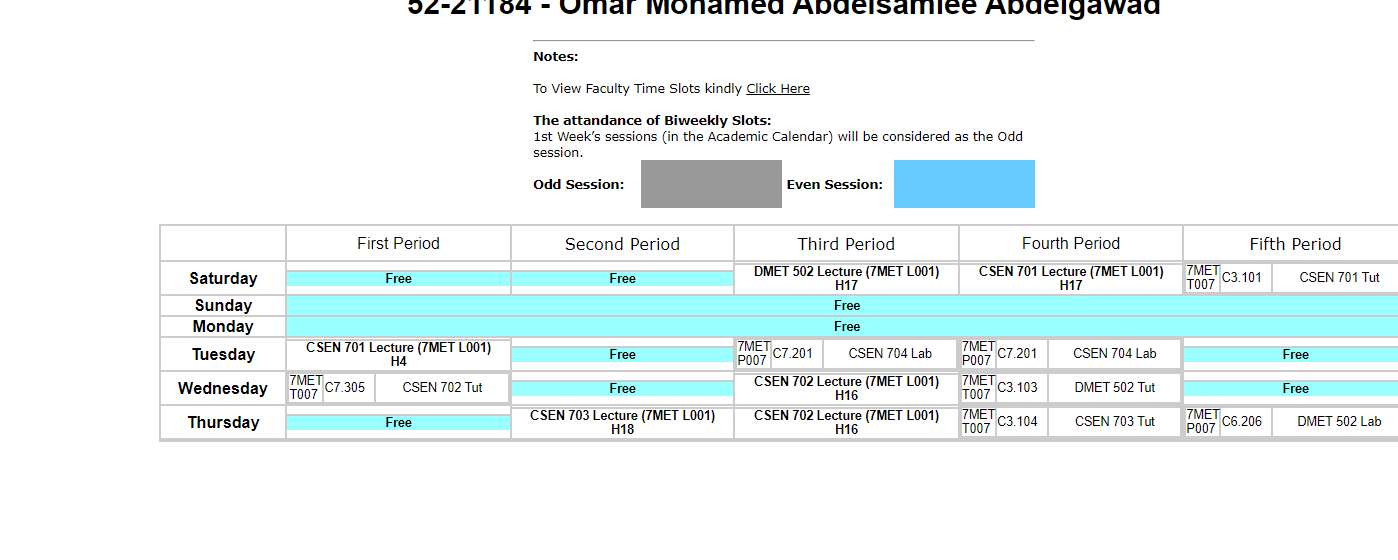 52-21184 - Omar Mohamed Abdelsamiee Abdelgawad
Notes:
To View Faculty Time Slots kindly Click Here
The attandance of Biweekly Slots:
1st Week's sessions (in the Academic Calendar) will be considered as the Odd
session.
Odd Session: Even Session:
First Period Second Period Third Period Fourth Period Fifth Period
Saturday Free Free DMET 502 Lecture (7MET L001) H17 CSEN 701 Lecture (7MET L001) H17 7MET T007 C3.101 CSEN 701 Tut
Sunday Free
Monday Free
Tuesday CSEN 701 Lecture (7MET L001) H4 Free 7MET P007 C7.201 CSEN 704 Lab 7MET P007 C7.201 CSEN 704 Lab Free
Wednesday 7MET T007 C7.305 CSEN 702 Tut Free CSEN 702 Lecture (7MET L001) H16 7MET T007 C3.103 DMET 502 Tut Free
Thursday Free CSEN 703 Lecture (7MET L001) H18 CSEN 702 Lecture (7MET L001) H16 7MET T007 C3.104 CSEN 703 Tut 7MET P007 C6.206 DMET 502 Lab